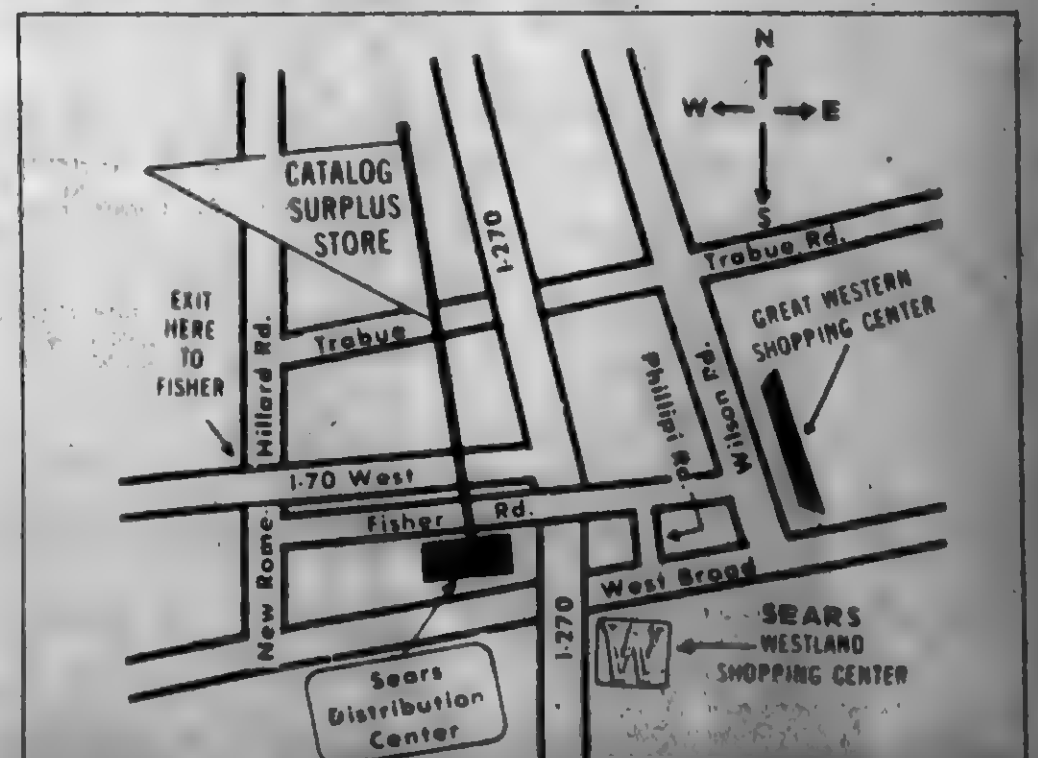 N
W
E
S
CATALOG
SURPLUS
STORE
I-270
Trabue Rd.
GREAT WESTERN
SHOPPING CENTER
EXIT
HERE
TO
FISHER
Hillard Rd.
Trabue
Phillipi Rd.
Wilson Rd.
I-70 West
Fisher Rd.
New Rome
West Broad
I-270
SEARS
WESTLAND
SHOPPING CENTER
Sears
Distribution
Center